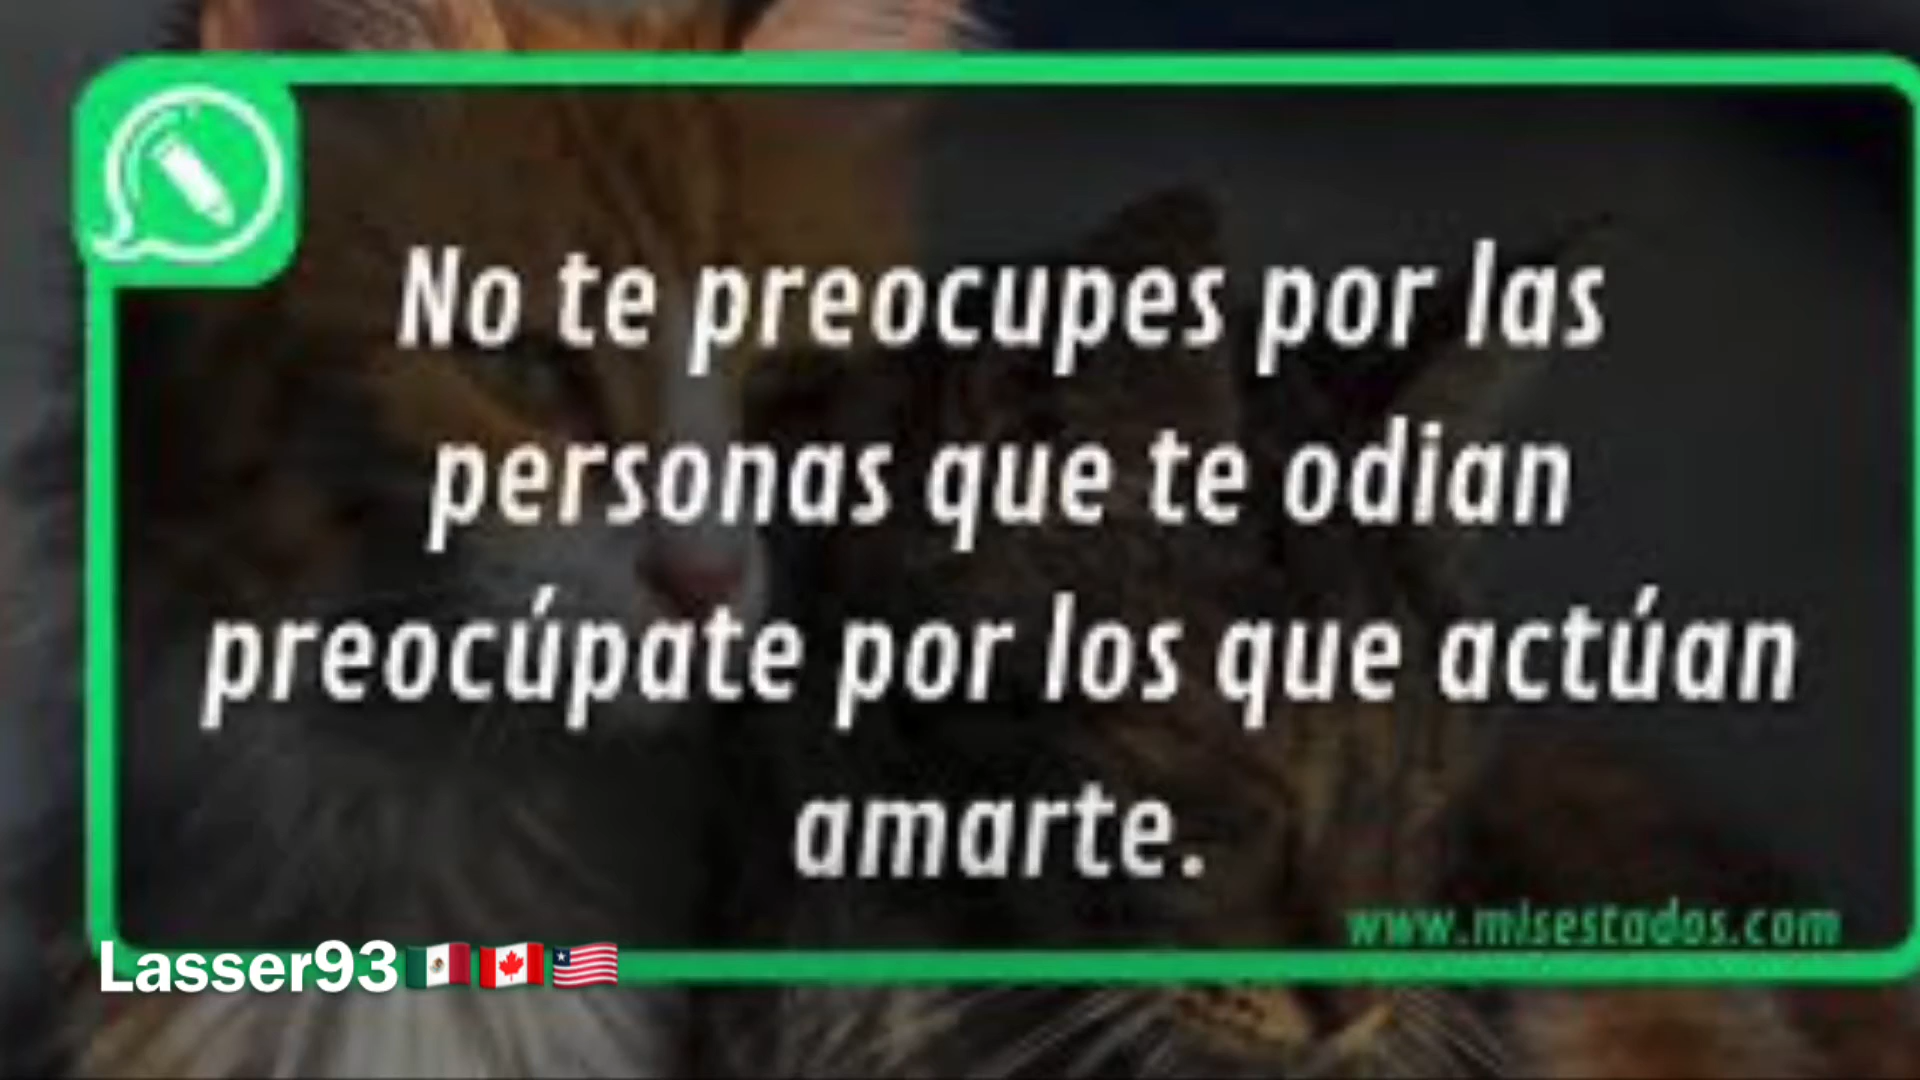 No te preocupes por las
personas que te odian
preocúpate por los que actúan
amarte.
www.misestados.com
Lasser93🇲🇽🇨🇦🇱🇷